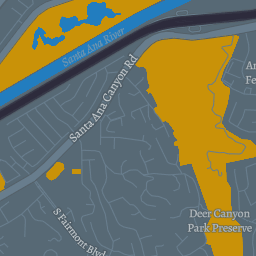 Santa Ana River
Santa Ana Canyon Rd
S Fairmont Blvd
Deer Canyon
Park Preserve